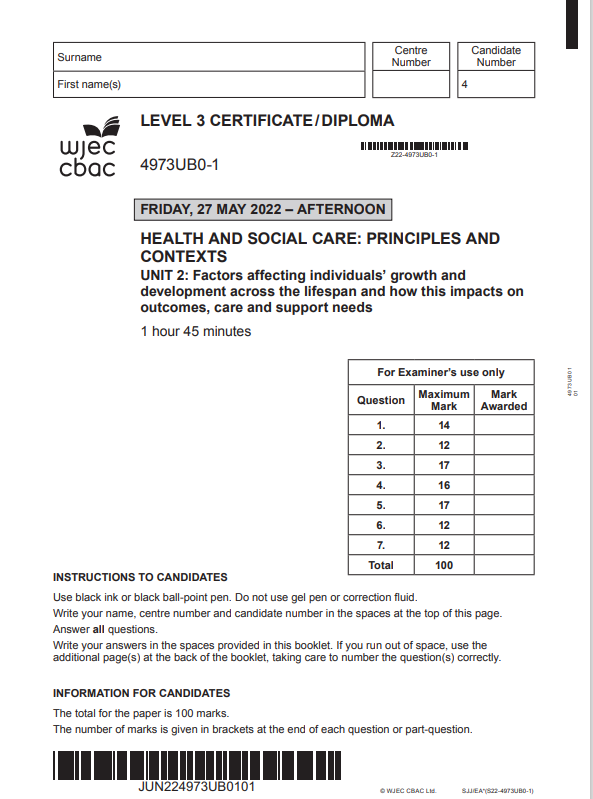 Surname
Centre
Number
Candidate
Number
First name(s)
4
wjec
cbac
LEVEL 3 CERTIFICATE/DIPLOMA
4973UB0-1
Z22-4973UB0-1
FRIDAY, 27 MAY 2022 – AFTERNOON
HEALTH AND SOCIAL CARE: PRINCIPLES AND
CONTEXTS
UNIT 2: Factors affecting individuals' growth and
development across the lifespan and how this impacts on
outcomes, care and support needs
1 hour 45 minutes
For Examiner's use only
Question Maximum Mark Mark Awarded
1. 14
2. 12
3. 17
4. 16
5. 17
6. 12
7. 12
Total 100
4973UB01
01
INSTRUCTIONS TO CANDIDATES
Use black ink or black ball-point pen. Do not use gel pen or correction fluid.
Write your name, centre number and candidate number in the spaces at the top of this page.
Answer all questions.
Write your answers in the spaces provided in this booklet. If you run out of space, use the
additional page(s) at the back of the booklet, taking care to number the question(s) correctly.
INFORMATION FOR CANDIDATES
The total for the paper is 100 marks.
The number of marks is given in brackets at the end of each question or part-question.
JUN224973UB0101
© WJEC CBAC Ltd.
SJJ/EA*(S22-4973UB0-1)